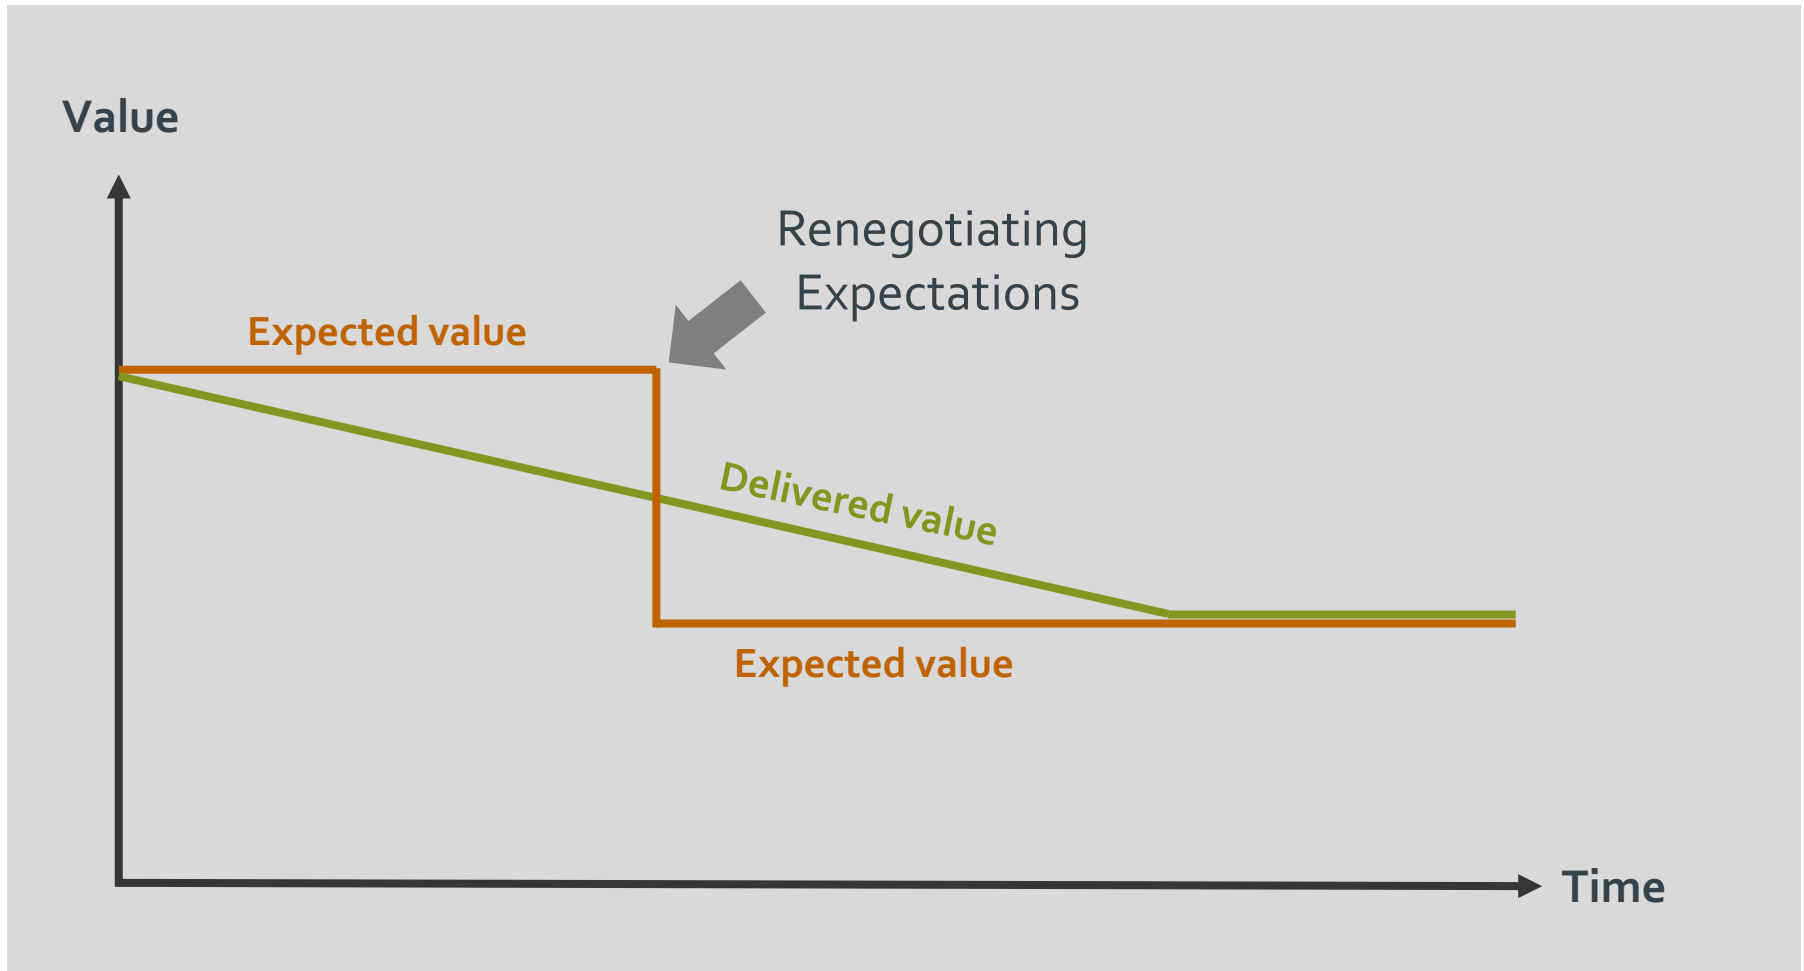 Value
Renegotiating
Expectations
Expected value
Delivered value
Expected value
Time